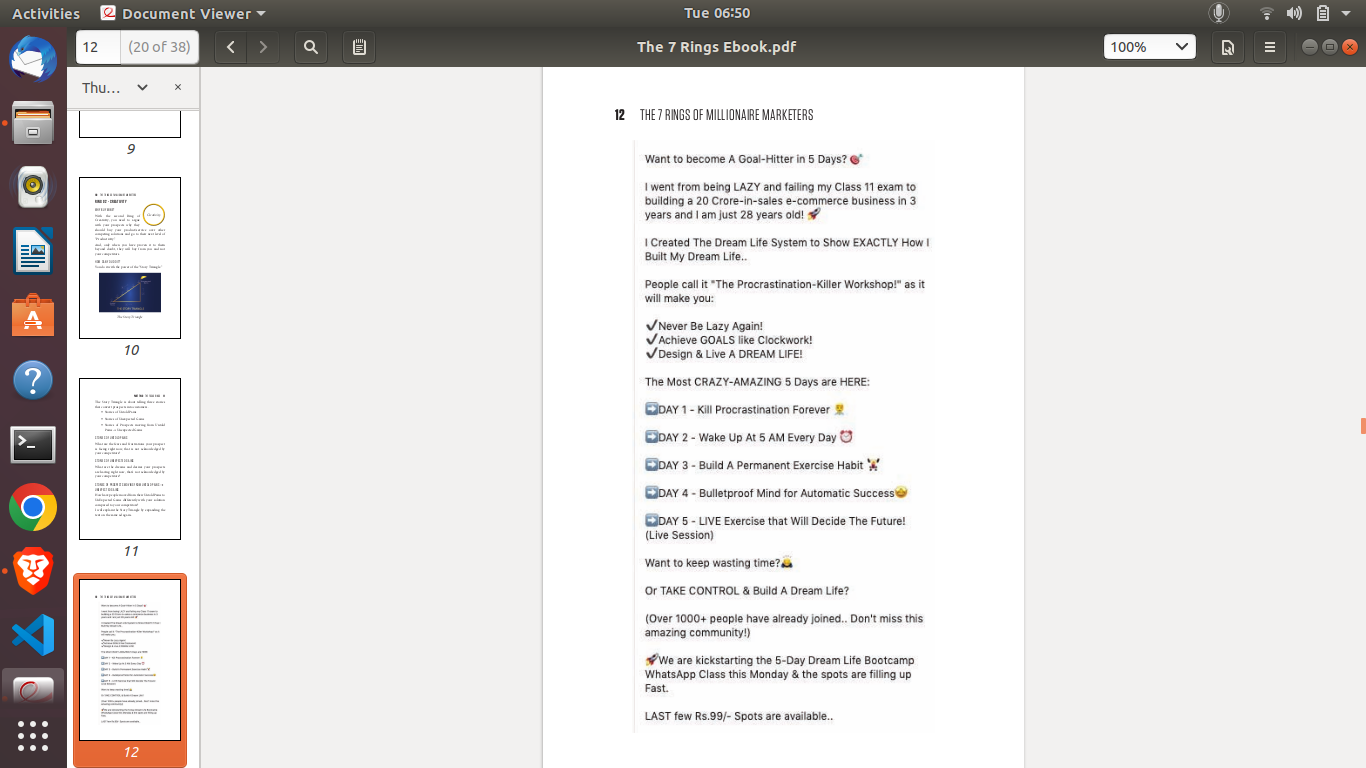 Activities
Document Viewer
Tue 06:50
12
(20 of 38)
The 7 Rings Ebook.pdf
100%
Thu...
9
10
11
12
12 THE 7 RINGS OF MILLIONAIRE MARKETERS
Want to become A Goal-Hitter in 5 Days? 🎯
I went from being LAZY and failing my Class 11 exam to
building a 20 Crore-in-sales e-commerce business in 3
years and I am just 28 years old! 🚀
I Created The Dream Life System to Show EXACTLY How I
Built My Dream Life..
People call it "The Procrastination-Killer Workshop!" as it
will make you:
✔Never Be Lazy Again!
✔Achieve GOALS like Clockwork!
✔Design & Live A DREAM LIFE!
The Most CRAZY-AMAZING 5 Days are HERE:
➡DAY 1 - Kill Procrastination Forever
➡DAY 2 - Wake Up At 5 AM Every Day ⏰
➡DAY 3 - Build A Permanent Exercise Habit
➡DAY 4 - Bulletproof Mind for Automatic Success🤩
➡DAY 5 - LIVE Exercise that Will Decide The Future!
(Live Session)
Want to keep wasting time?
Or TAKE CONTROL & Build A Dream Life?
(Over 1000+ people have already joined.. Don't miss this
amazing community!)
🚀We are kickstarting the 5-Day Dream Life Bootcamp
WhatsApp Class this Monday & the spots are filling up
Fast.
LAST few Rs.99/- Spots are available..